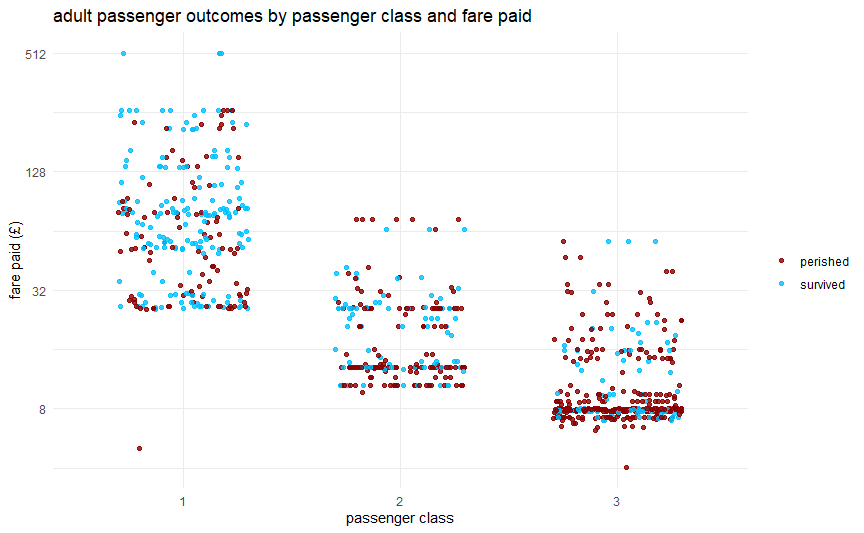 adult passenger outcomes by passenger class and fare paid
fare paid (£)
512
128
32
8
1
2
3
passenger class
perished
survived